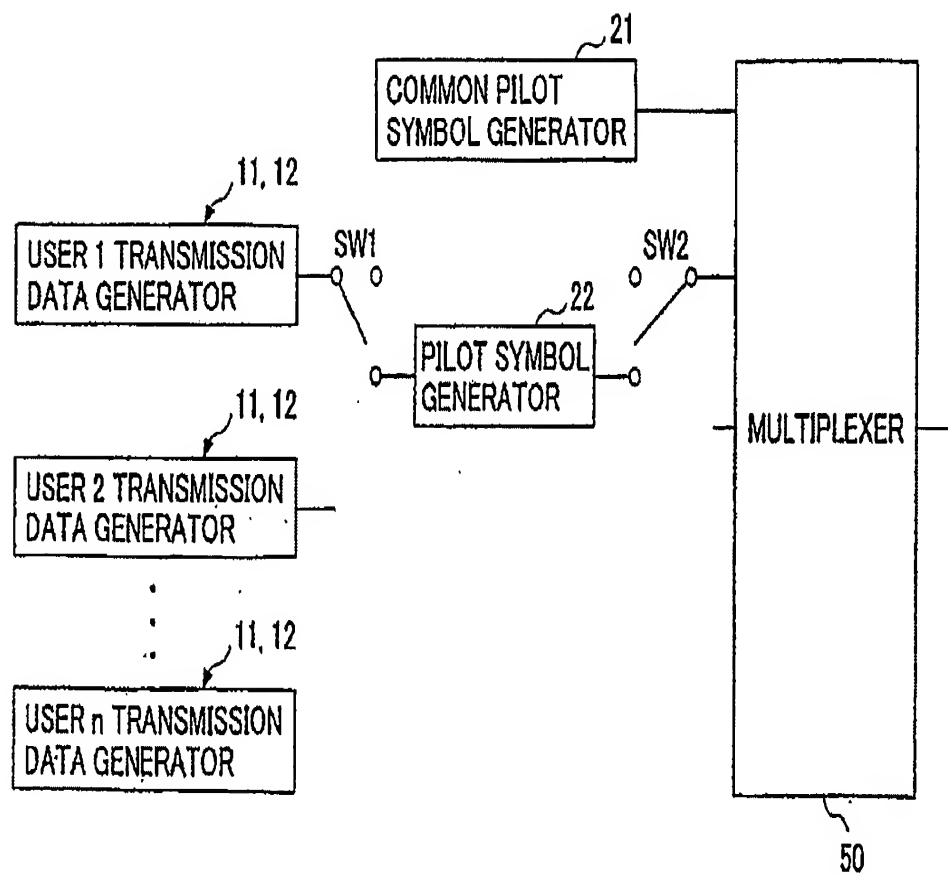 21
COMMON PILOT
SYMBOL GENERATOR
11, 12
USER 1 TRANSMISSION
DATA GENERATOR
SW1
SW2
22
PILOT SYMBOL
GENERATOR
MULTIPLEXER
11, 12
USER 2 TRANSMISSION
DATA GENERATOR
11, 12
USER n TRANSMISSION
DATA GENERATOR
50